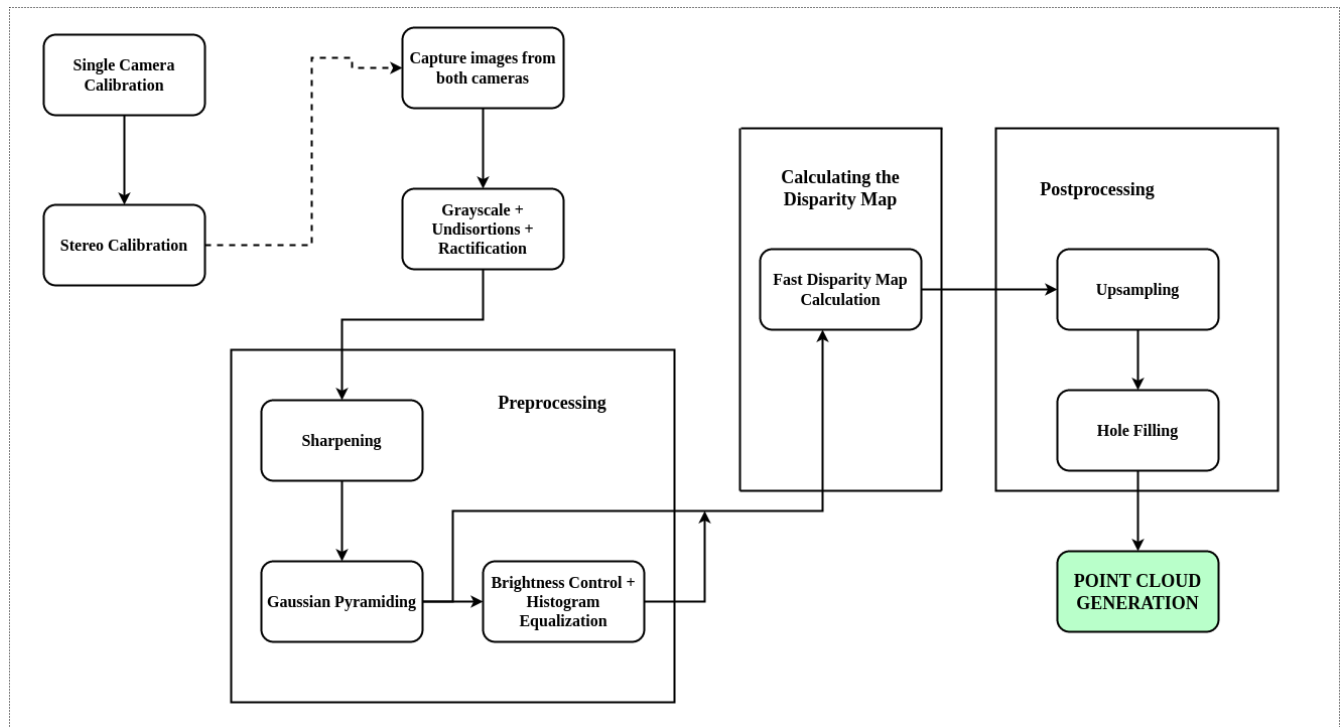 Single Camera
Calibration
Stereo Calibration
Capture images from
both cameras
Grayscale +
Undisortions +
Ractification
Preprocessing
Sharpening
Gaussian Pyramiding
Brightness Control +
Histogram
Equalization
Calculating the
Disparity Map
Fast Disparity Map
Calculation
Postprocessing
Upsampling
Hole Filling
POINT CLOUD
GENERATION